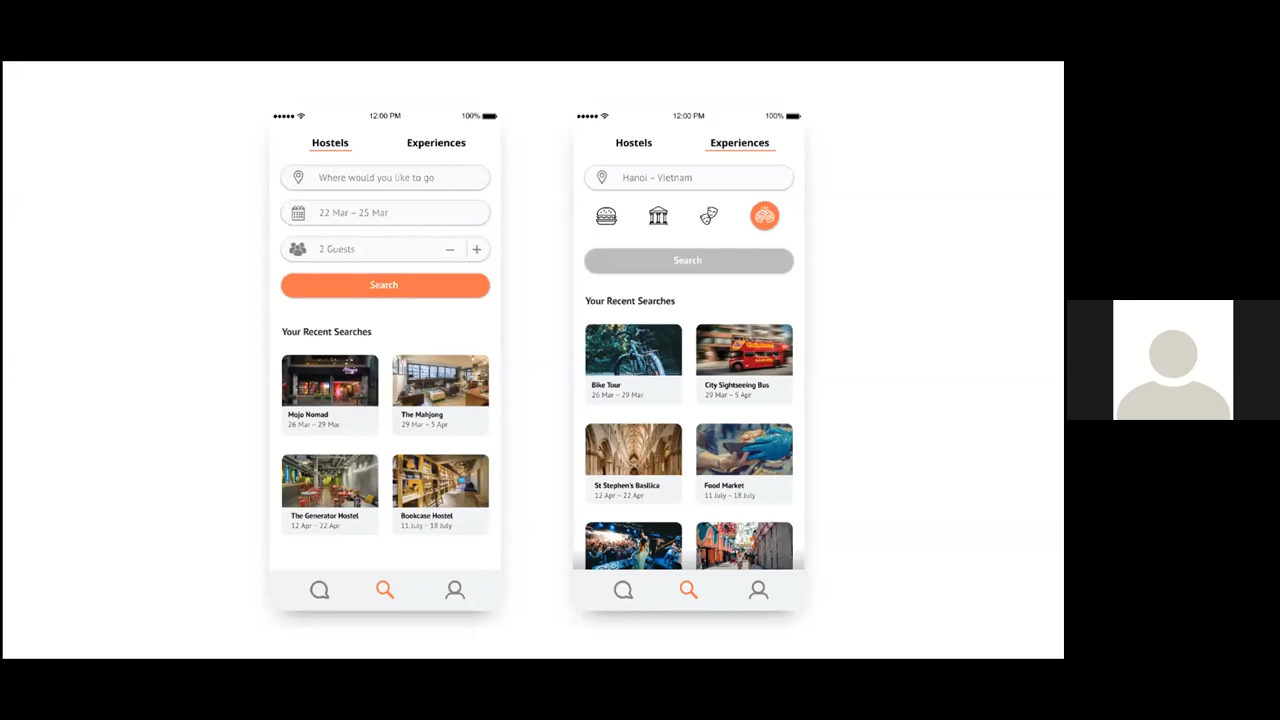 12:00 PM 100%
Hostels Experiences
Where would you like to go
22 Mar – 25 Mar
2 Guests
Search
Your Recent Searches
Mojo Nomad
26 Mar – 29 Mar
The Mahjong
29 Mar – 5 Apr
The Generator Hostel
12 Apr – 22 Apr
Bookcase Hostel
11 July – 18 July
12:00 PM 100%
Hostels Experiences
Hanoi – Vietnam
Search
Your Recent Searches
Bike Tour
26 Mar – 29 Mar
City Sightseeing Bus
29 Mar – 5 Apr
St Stephen's Basilica
12 Apr – 22 Apr
Food Market
11 July – 18 July